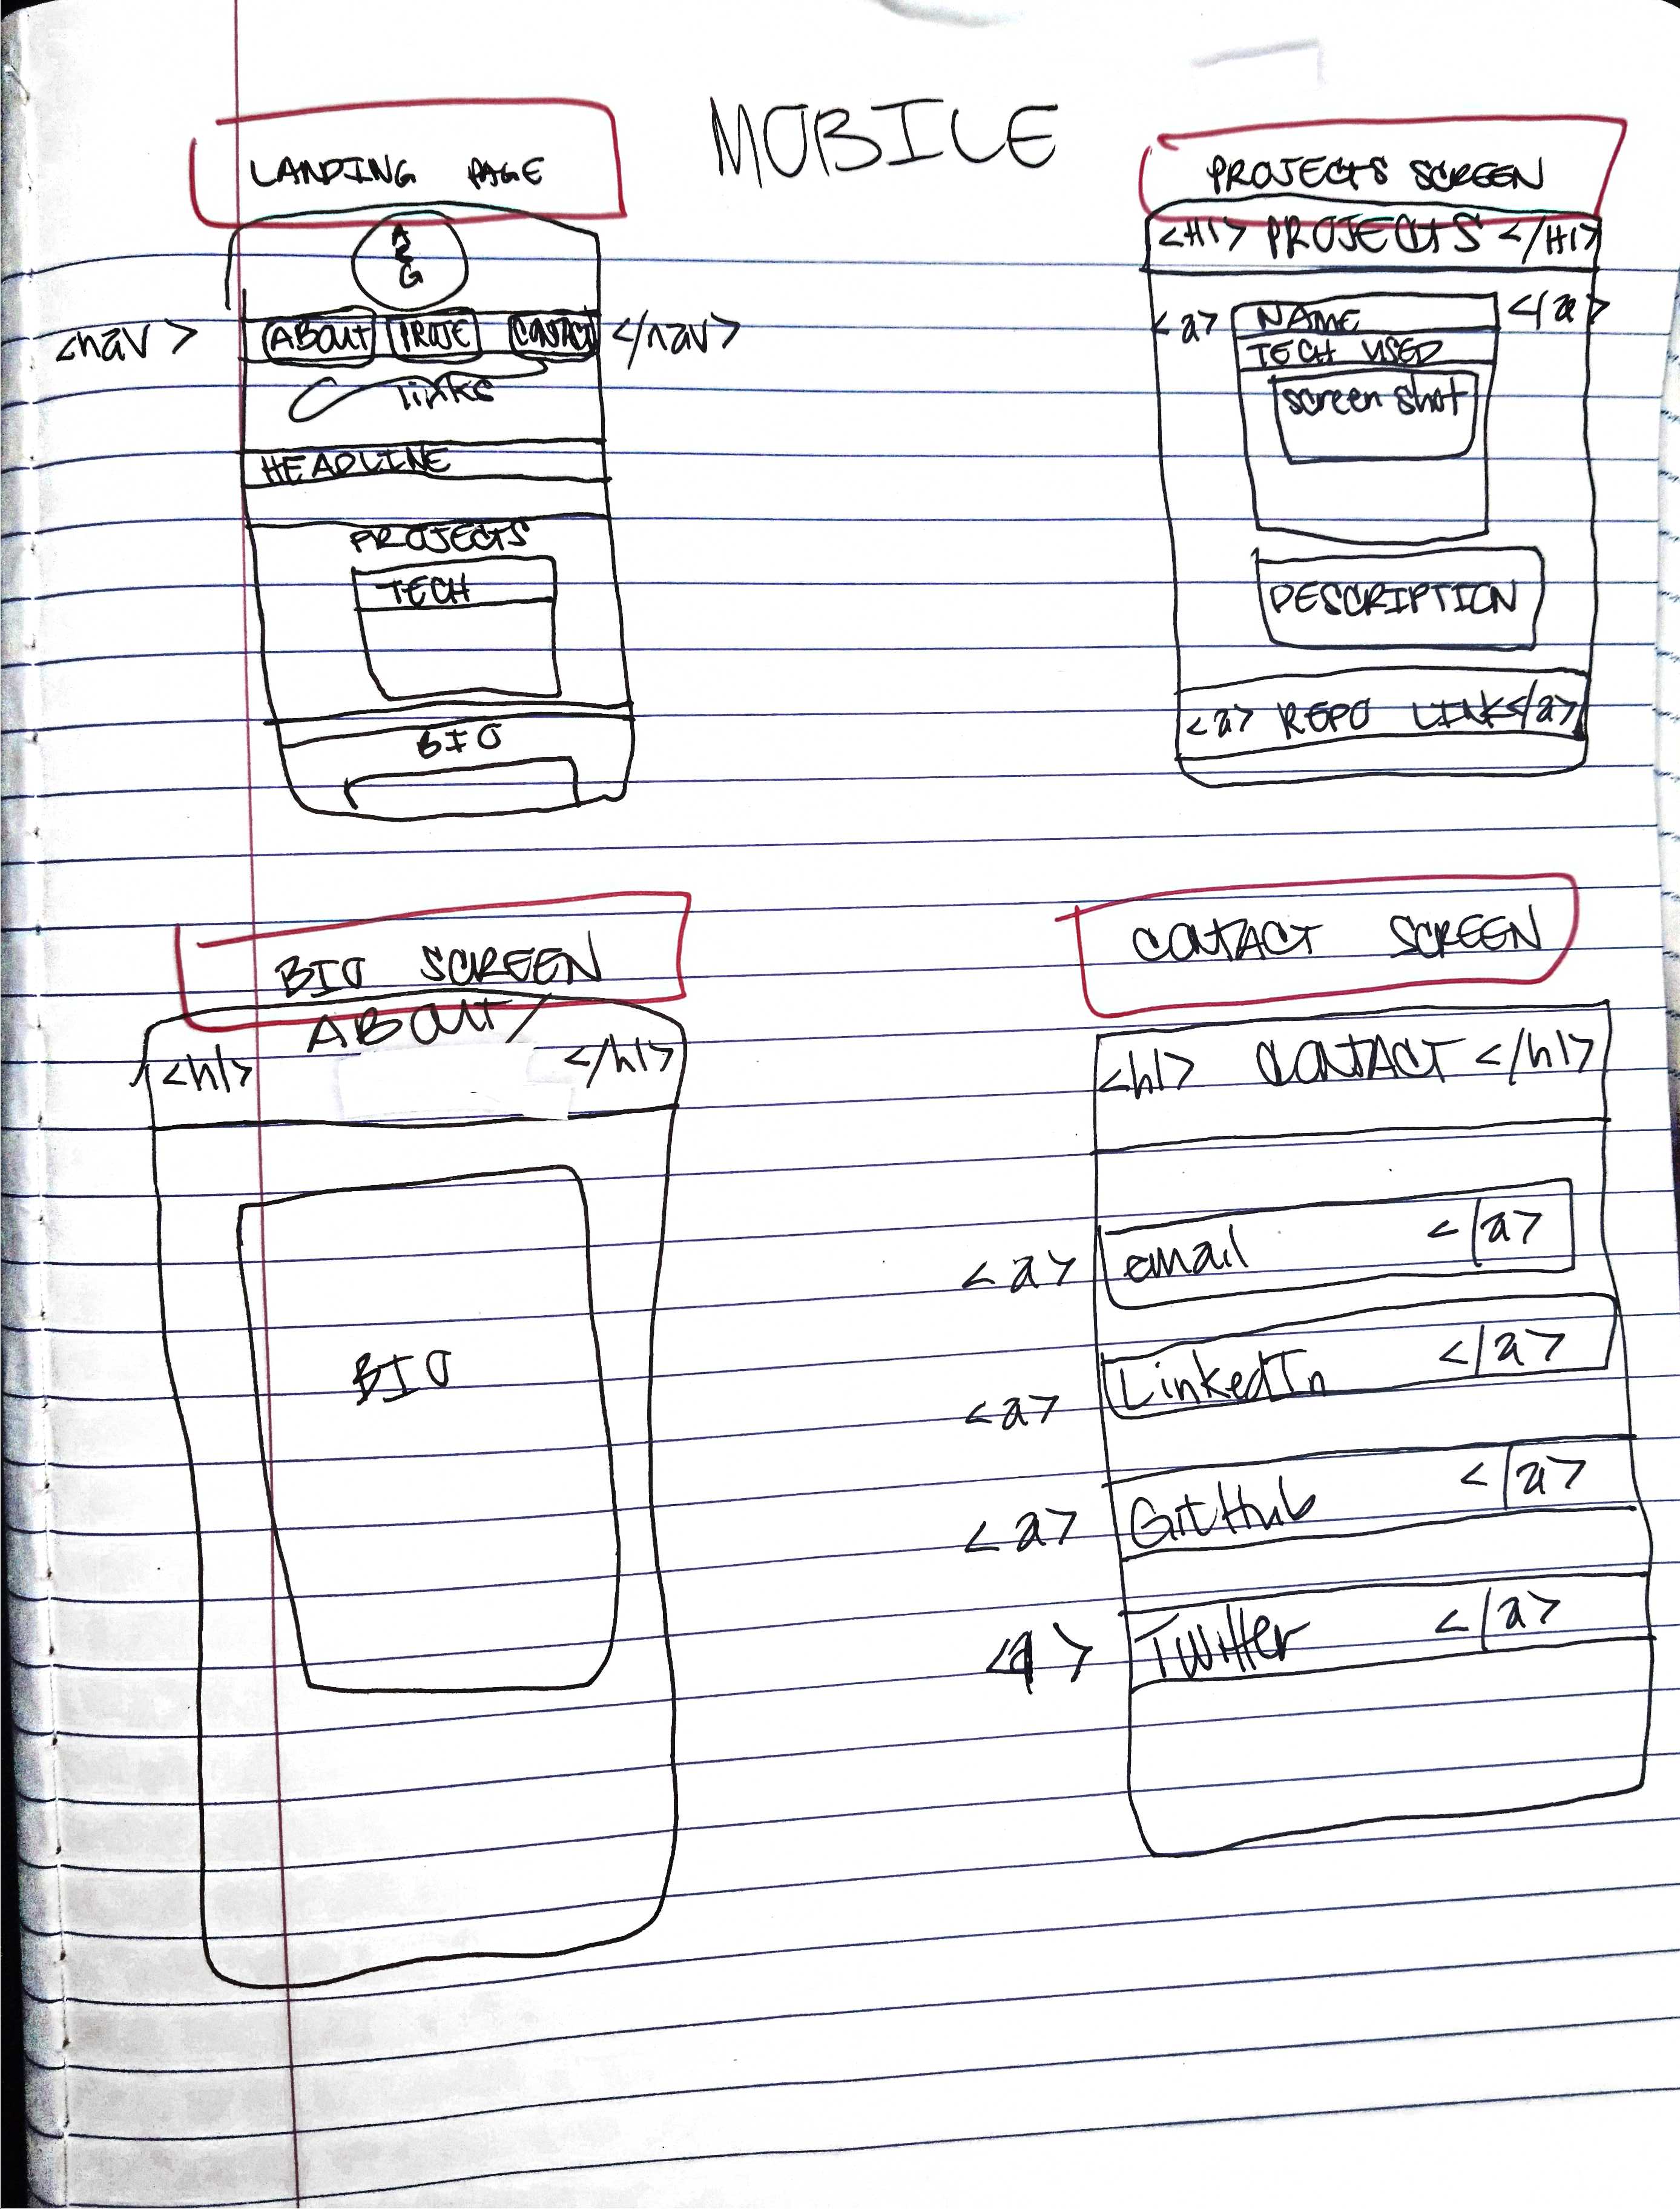 MOBILE
LANDING PAGE
A
R
G
<nav> ABOUT PROJE CONTACT </nav>
links
HEADLINE
PROJECTS
TECH
BIO
PROJECTS SCREEN
<H1> PROJECTS </H1>
<a> NAME </a>
TECH USED
screen shot
DESCRIPTION
<a> REPO LINK </a>
BIO SCREEN
ABOUT/
<h1> </h1>
BIO
CONTACT SCREEN
<h1> CONTACT </h1>
<a> email </a>
<a> LinkedIn </a>
<a> GitHub </a>
<a> Twitter </a>